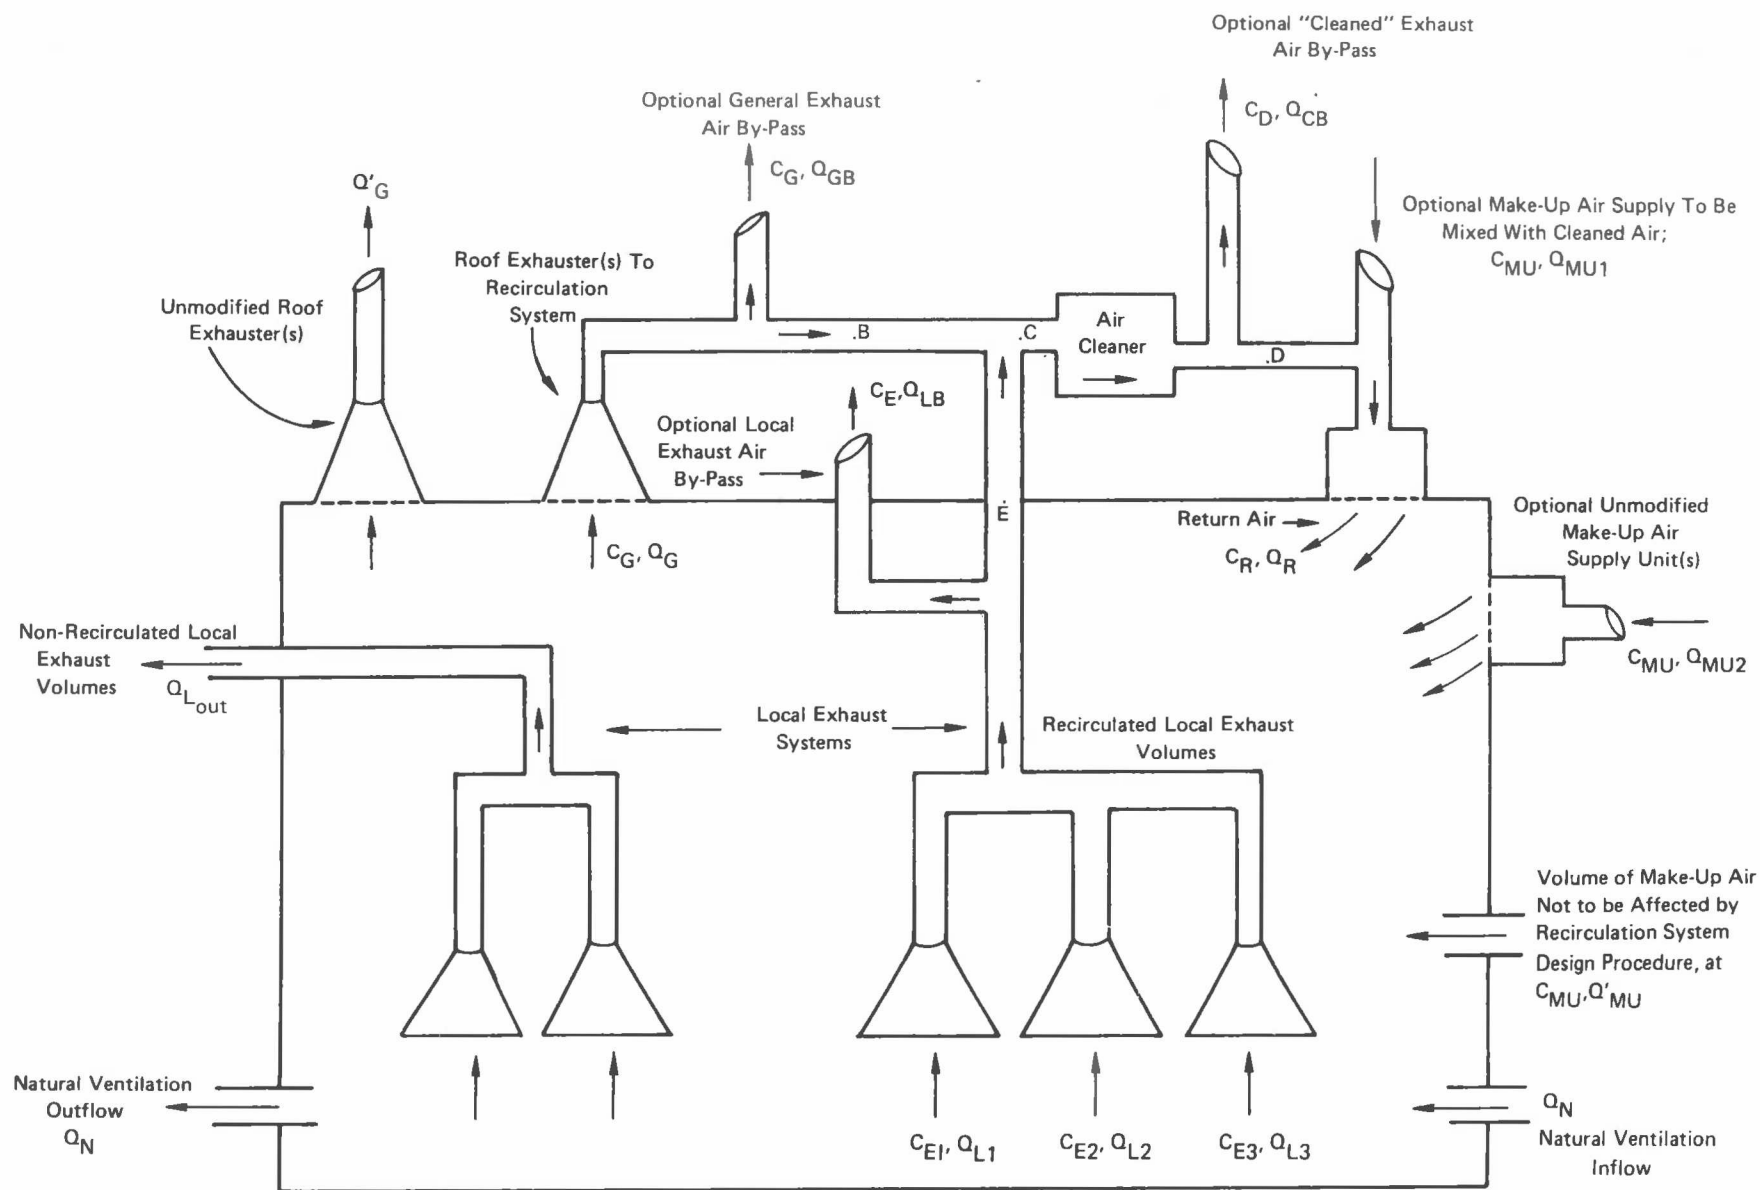 Optional "Cleaned" Exhaust
Air By-Pass
C_D, Q_CB
Optional General Exhaust
Air By-Pass
C_G, Q_GB
Q'_G
Optional Make-Up Air Supply To Be
Mixed With Cleaned Air;
C_MU, Q_MU1
Roof Exhauster(s) To
Recirculation
System
Unmodified Roof
Exhauster(s)
.B
.C
Air
Cleaner
.D
C_E,Q_LB
Optional Local
Exhaust Air
By-Pass
E
Return Air
C_R, Q_R
C_G, Q_G
Optional Unmodified
Make-Up Air
Supply Unit(s)
C_MU, Q_MU2
Non-Recirculated Local
Exhaust
Volumes
Q_Lout
Local Exhaust
Systems
Recirculated Local Exhaust
Volumes
Volume of Make-Up Air
Not to be Affected by
Recirculation System
Design Procedure, at
C_MU,Q'_MU
Natural Ventilation
Outflow
Q_N
Q_N
Natural Ventilation
Inflow
C_E1, Q_L1
C_E2, Q_L2
C_E3, Q_L3